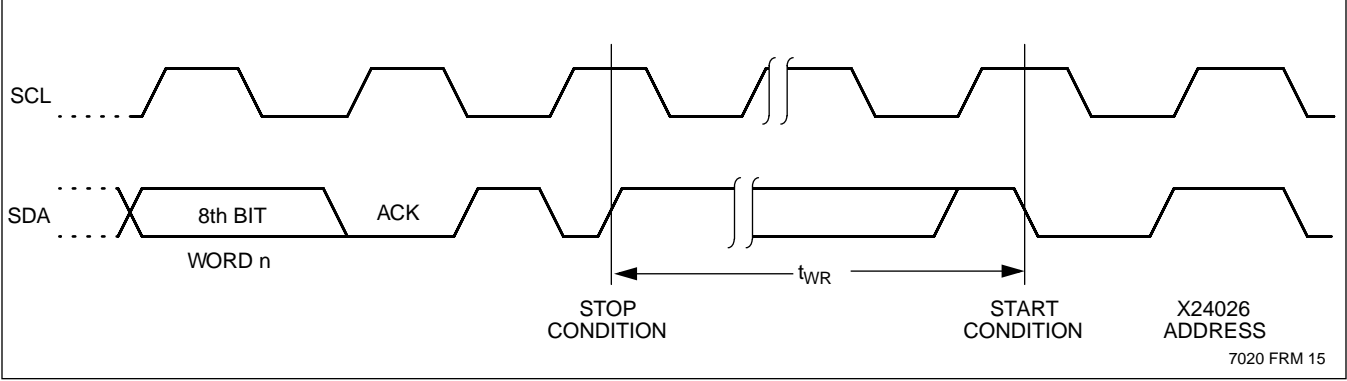 SCL
SDA
8th BIT
ACK
WORD n
tWR
STOP
CONDITION
START
CONDITION
X24026
ADDRESS
7020 FRM 15